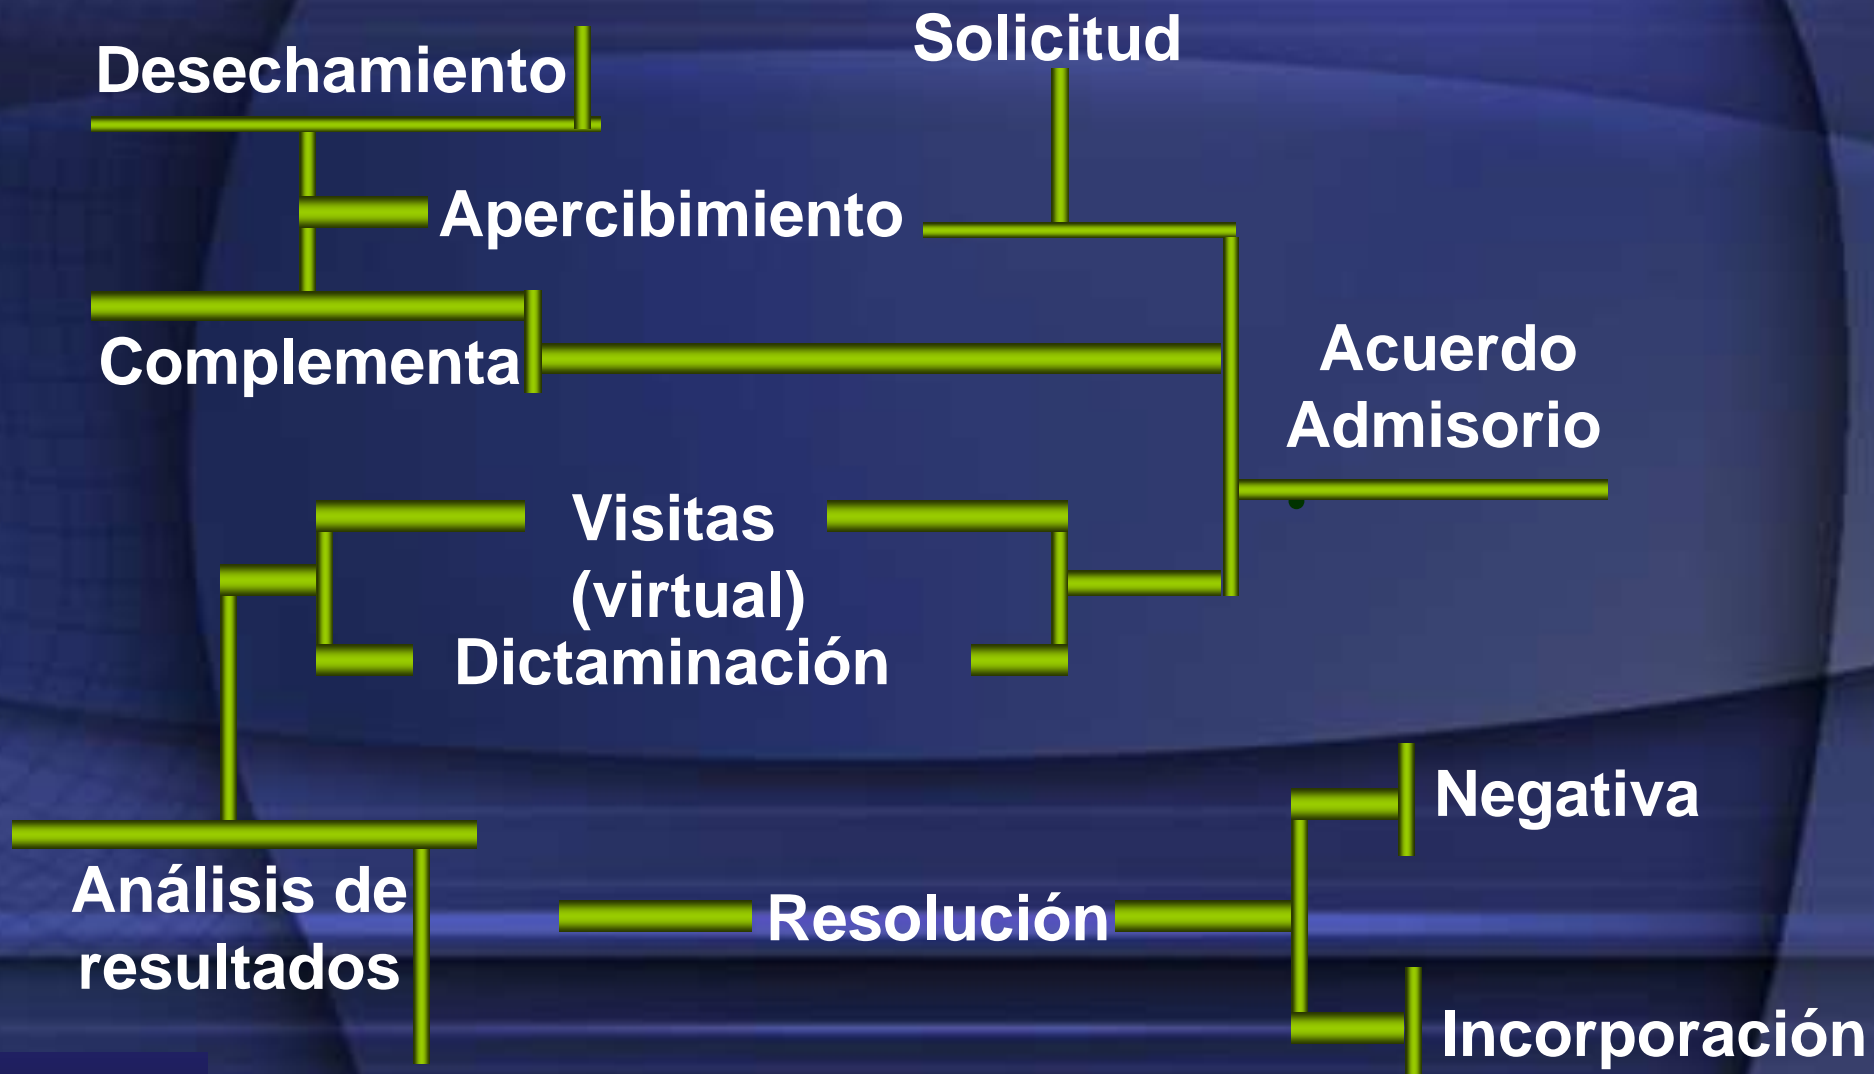 Solicitud
Desechamiento
Apercibimiento
Complementa
Acuerdo
Admisorio
Visitas
(virtual)
Dictaminación
Negativa
Análisis de
resultados
Resolución
Incorporación